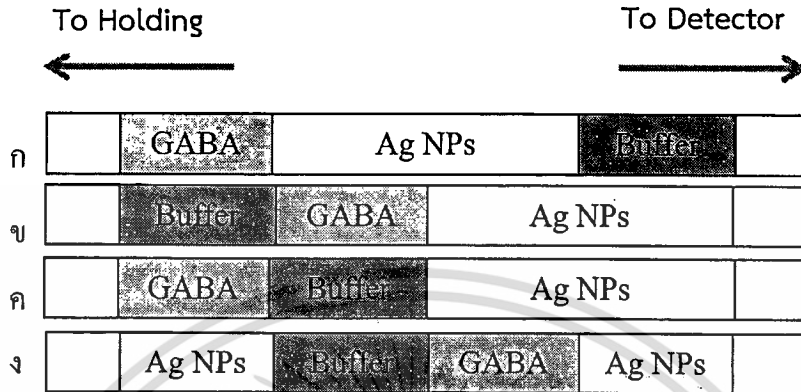 To Holding To Detector
ก GABA Ag NPs Buffer
ข Buffer GABA Ag NPs
ค GABA Buffer Ag NPs
ง Ag NPs Buffer GABA Ag NPs